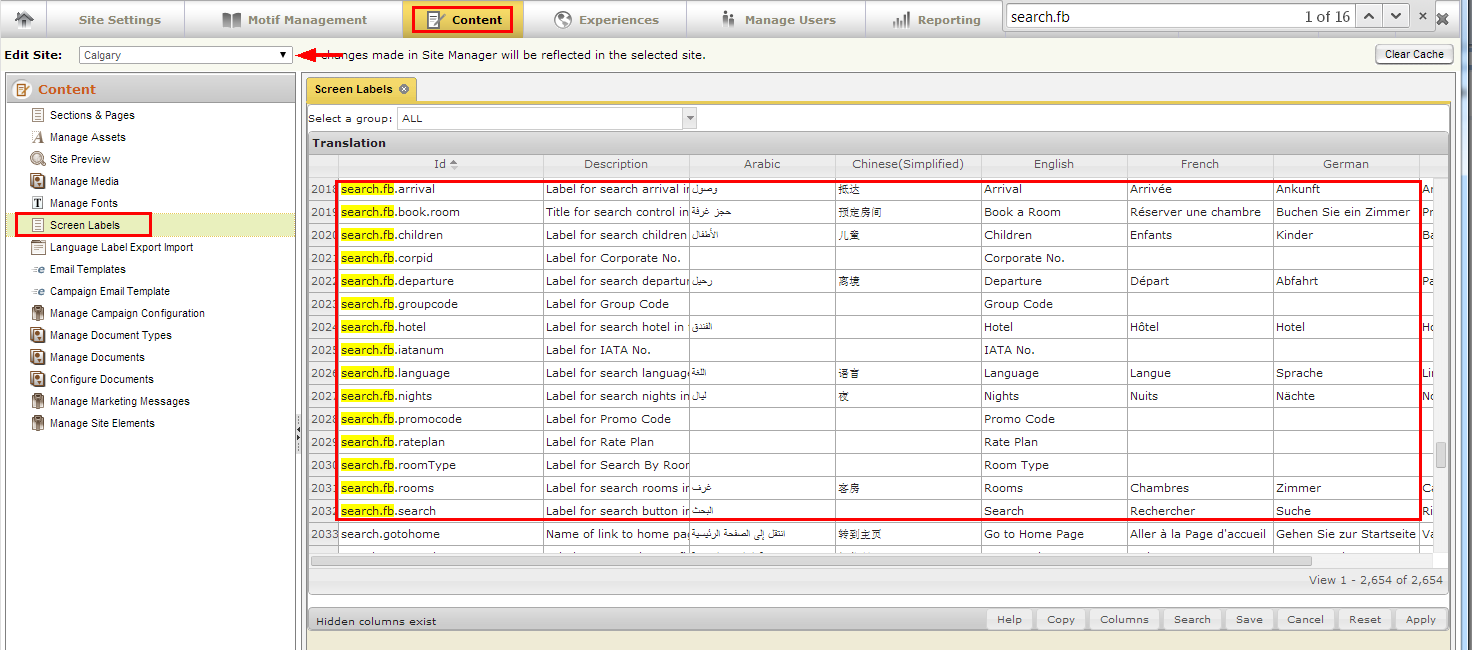 Site Settings
Motif Management
Content
Experiences
Manage Users
Reporting
search.fb
1 of 16
Edit Site:
Calgary
changes made in Site Manager will be reflected in the selected site.
Clear Cache
Content
Sections & Pages
Manage Assets
Site Preview
Manage Media
Manage Fonts
Screen Labels
Language Label Export Import
Email Templates
Campaign Email Template
Manage Campaign Configuration
Manage Document Types
Manage Documents
Configure Documents
Manage Marketing Messages
Manage Site Elements
Screen Labels
Select a group: ALL
Translation
Id Description Arabic Chinese(Simplified) English French German
2018 search.fb.arrival Label for search arrival in وصول 抵达 Arrival Arrivée Ankunft
2019 search.fb.book.room Title for search control in حجز غرفة 预定房间 Book a Room Réserver une chambre Buchen Sie ein Zimmer
2020 search.fb.children Label for search children الأطفال 儿童 Children Enfants Kinder
2021 search.fb.corpid Label for Corporate No. Corporate No.
2022 search.fb.departure Label for search departur رحيل 离境 Departure Départ Abfahrt
2023 search.fb.groupcode Label for Group Code Group Code
2024 search.fb.hotel Label for search hotel in الفندق Hotel Hôtel Hotel
2025 search.fb.iatanum Label for IATA No. IATA No.
2026 search.fb.language Label for search language اللغة 语言 Language Langue Sprache
2027 search.fb.nights Label for search nights in ليال 夜 Nights Nuits Nächte
2028 search.fb.promocode Label for Promo Code Promo Code
2029 search.fb.rateplan Label for Rate Plan Rate Plan
2030 search.fb.roomType Label for Search By Roor Room Type
2031 search.fb.rooms Label for search rooms in غرف 客房 Rooms Chambres Zimmer
2032 search.fb.search Label for search button in البحث Search Rechercher Suche
2033 search.gotohome Name of link to home pag انتقل إلى الصفحة الرئيسية 转到主页 Go to Home Page Aller à la Page d'accueil Gehen Sie zur Startseite
View 1 - 2,654 of 2,654
Hidden columns exist
Help
Copy
Columns
Search
Save
Cancel
Reset
Apply